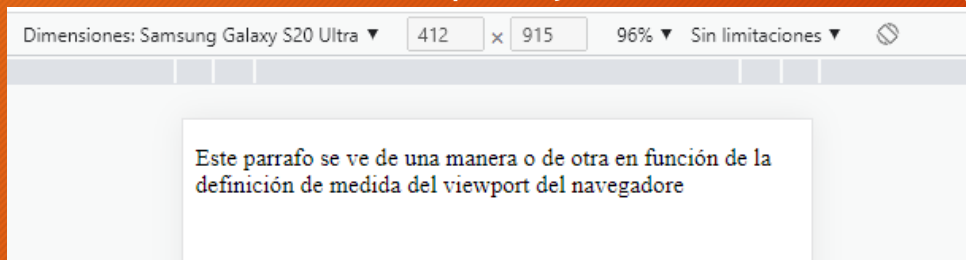 Dimensiones: Samsung Galaxy S20 Ultra ▼ 412 x 915 96% ▼ Sin limitaciones ▼
Este parrafo se ve de una manera o de otra en función de la
definición de medida del viewport del navegadore